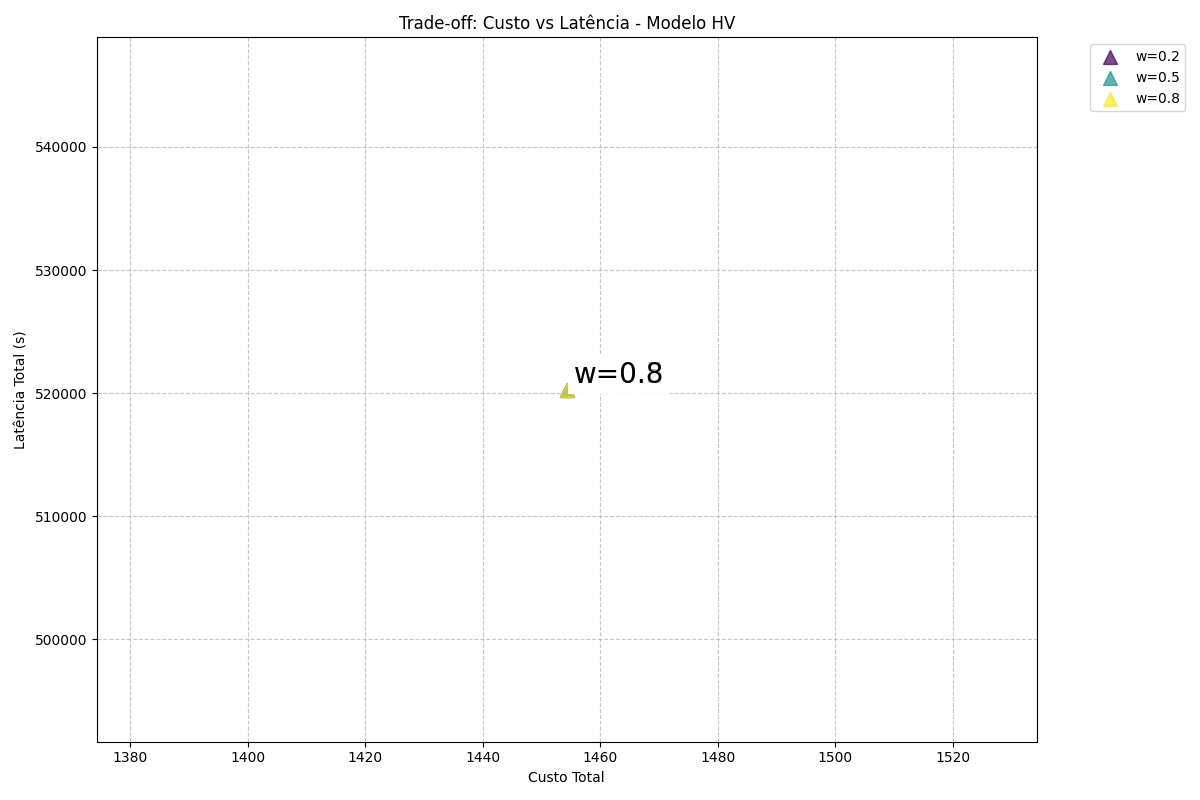 Trade-off: Custo vs Latência - Modelo HV
w=0.2
w=0.5
w=0.8
540000
530000
520000
510000
500000
Latência Total (s)
w=0.8
1380 1400 1420 1440 1460 1480 1500 1520
Custo Total